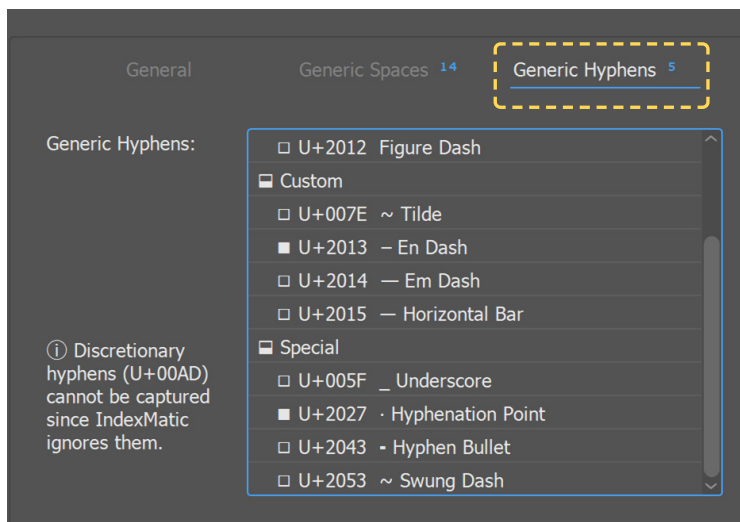 General
Generic Spaces 14
Generic Hyphens 5
Generic Hyphens:
U+2012 Figure Dash
Custom
U+007E ~ Tilde
U+2013 – En Dash
U+2014 — Em Dash
U+2015 ― Horizontal Bar
Special
U+005F _ Underscore
U+2027 ‧ Hyphenation Point
U+2043 ⁃ Hyphen Bullet
U+2053 ~ Swung Dash
ⓘ Discretionary
hyphens (U+00AD)
cannot be captured
since IndexMatic
ignores them.